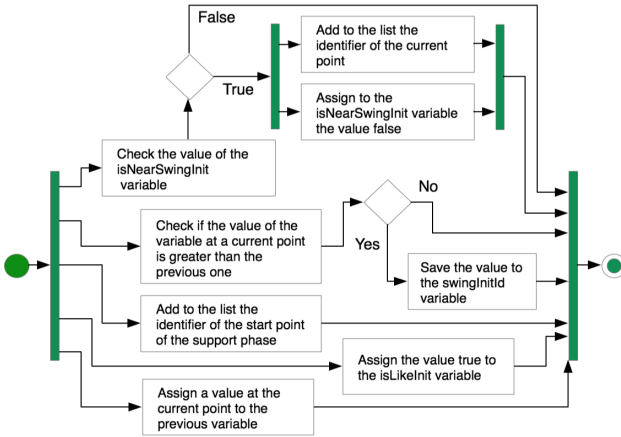 False
Add to the list the
identifier of the current
point
True
Assign to the
isNearSwingInit variable
the value false
Check the value of the
isNearSwingInit
variable
No
Check if the value of the
variable at a current point
is greater than the
previous one
Yes
Save the value to
the swingInitId
variable
Add to the list the
identifier of the start point
of the support phase
Assign the value true to
the isLikeInit variable
Assign a value at the
current point to the
previous variable